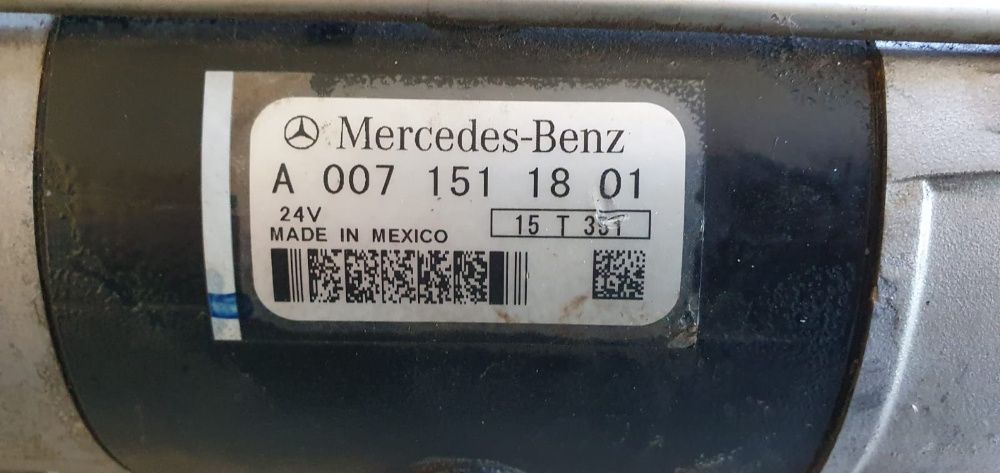 Mercedes-Benz
A 007 151 18 01
24V
15 T 351
MADE IN MEXICO